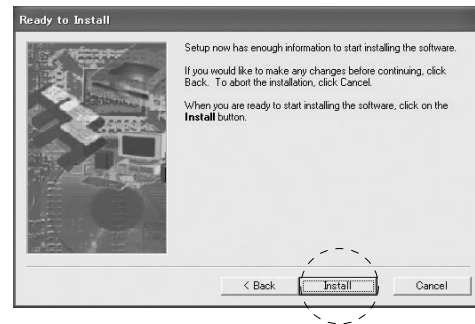 Ready to Install
Setup now has enough information to start installing the software.
If you would like to make any changes before continuing, click
Back. To abort the installation, click Cancel.
When you are ready to start installing the software, click on the
Install button.
< Back
Install
Cancel